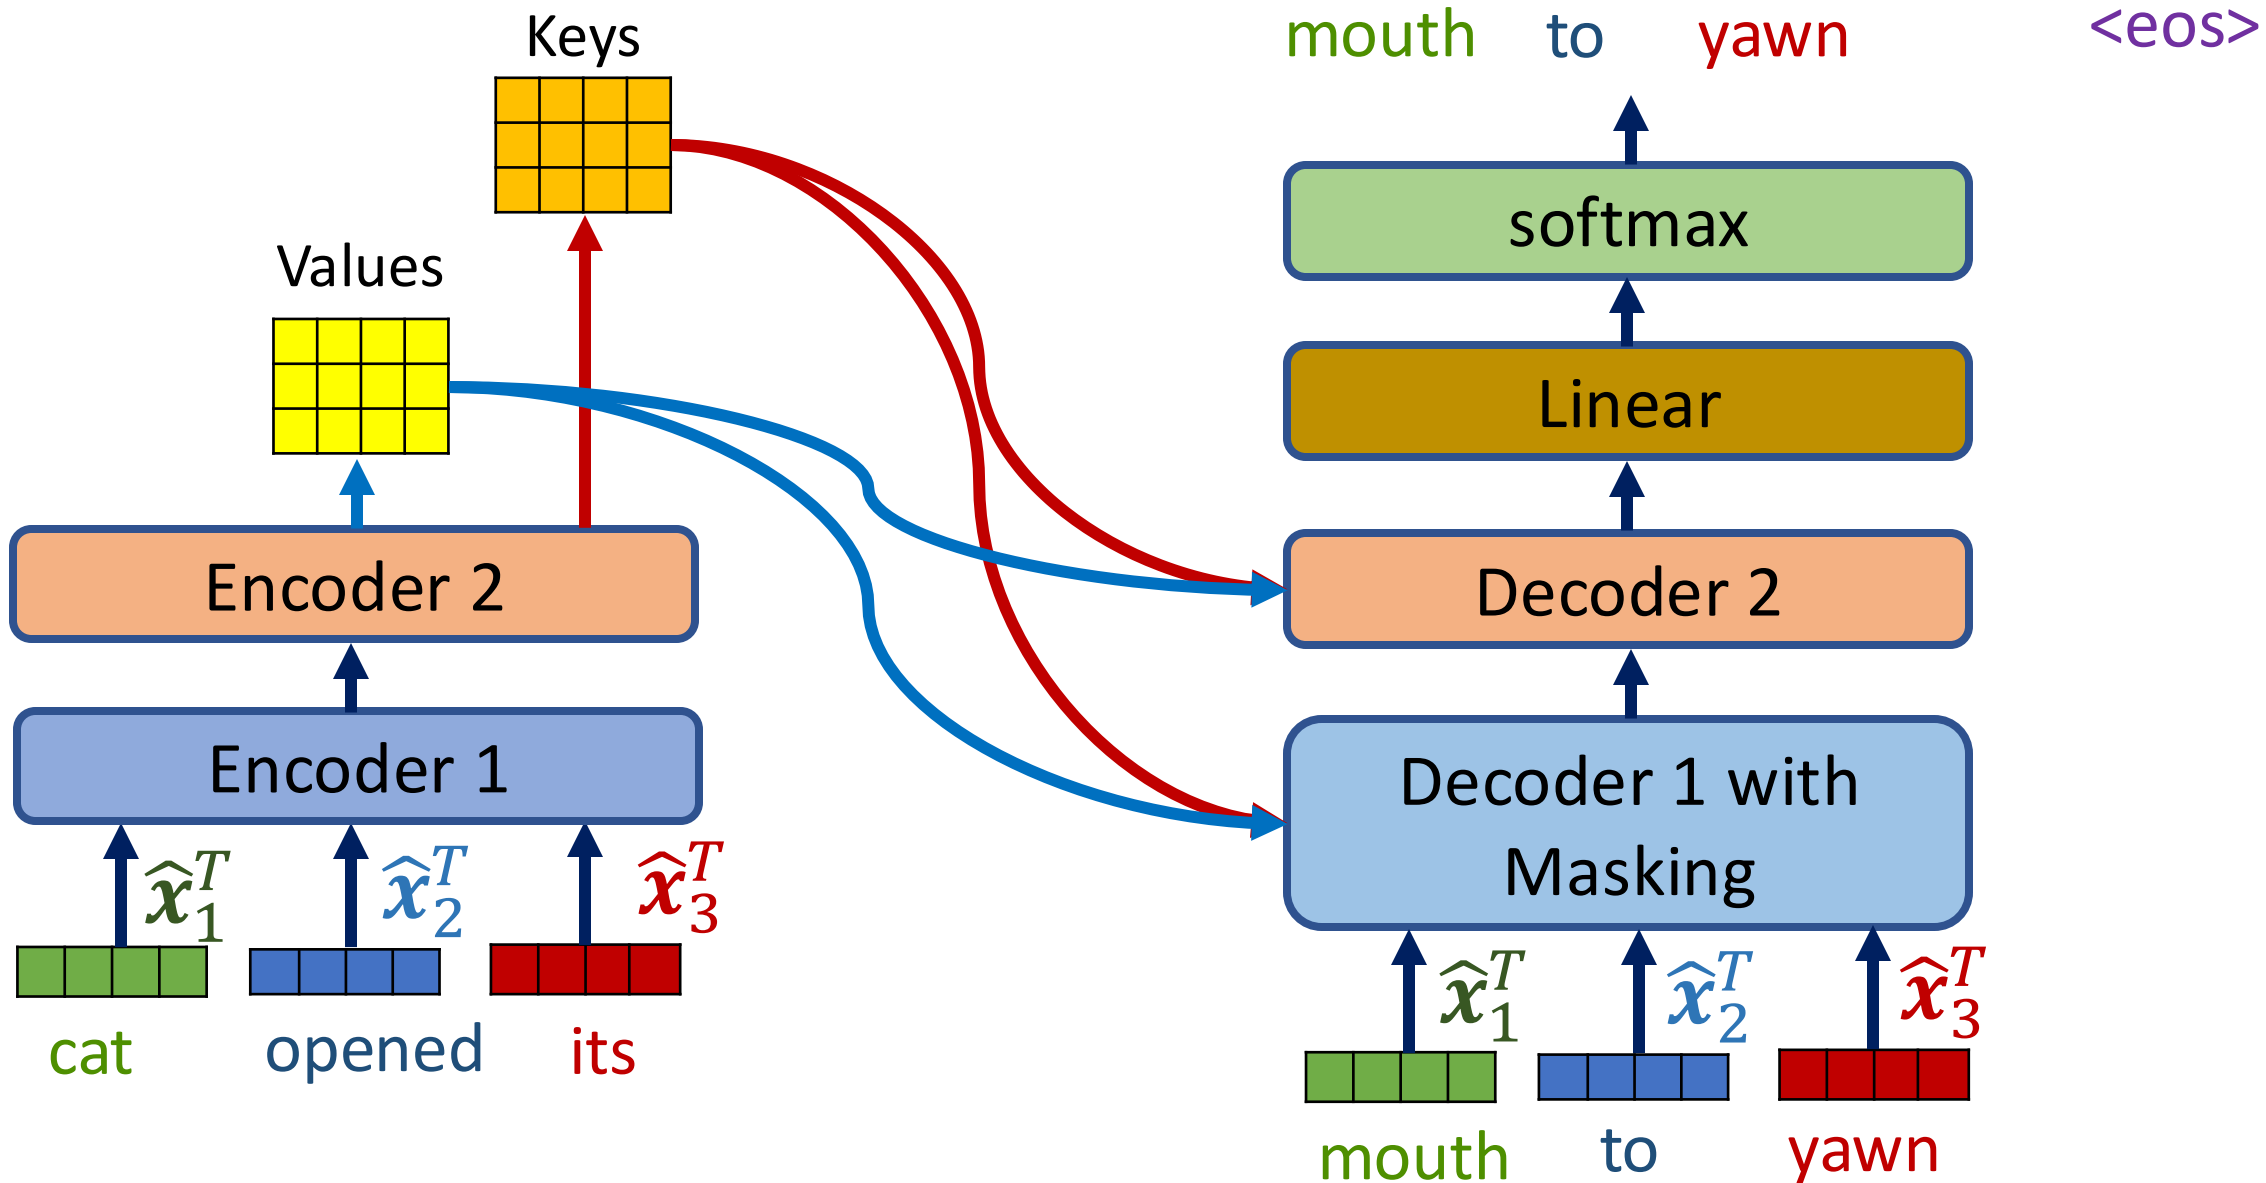 Keys
mouth to yawn <eos>
softmax
Values
Linear
Encoder 2
Decoder 2
Encoder 1
Decoder 1 with
Masking
x̂₁ᵀ x̂₂ᵀ x̂₃ᵀ
x̂₁ᵀ x̂₂ᵀ x̂₃ᵀ
cat opened its
mouth to yawn